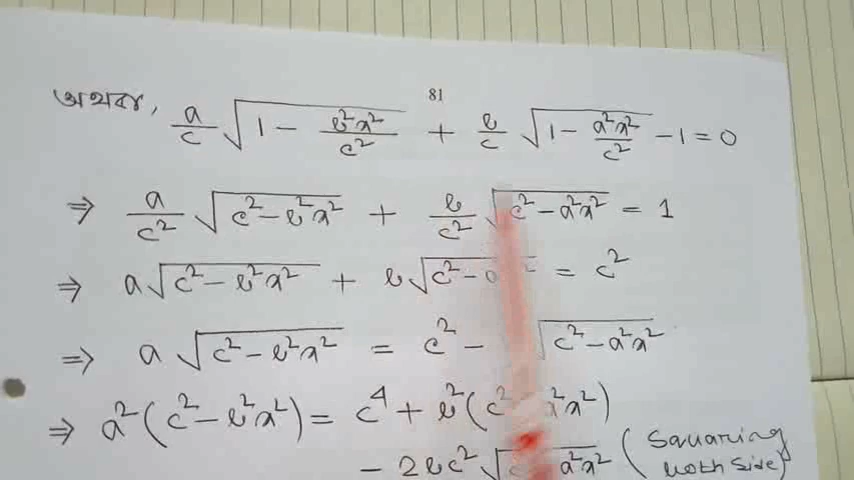 81
অথবা, a/c √(1 - b²x²/c²) + b/c √(1 - a²x²/c²) - 1 = 0
⇒ a/c² √(c² - b²x²) + b/c² √(c² - a²x²) = 1
⇒ a√(c² - b²x²) + b√(c² - a = c²
⇒ a √(c² - b²x²) = c² - √(c² - a²x²)
⇒ a²(c² - b²x²) = c⁴ + b²(c² a²x²)
- 2bc² √(c a²x² (Squaring
both side)